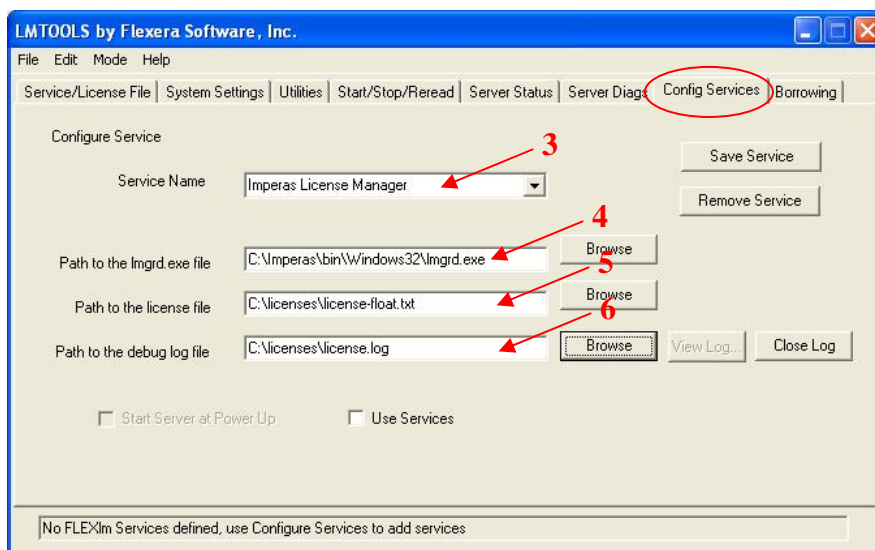 LMTOOLS by Flexera Software, Inc.
File Edit Mode Help
Service/License File System Settings Utilities Start/Stop/Reread Server Status Server Diags Config Services Borrowing
Configure Service
3
Save Service
Service Name Imperas License Manager
Remove Service
4
Path to the lmgrd.exe file C:\Imperas\bin\Windows32\lmgrd.exe Browse
5
Path to the license file C:\licenses\license-float.txt Browse
6
Path to the debug log file C:\licenses\license.log Browse View Log... Close Log
Start Server at Power Up Use Services
No FLEXlm Services defined, use Configure Services to add services